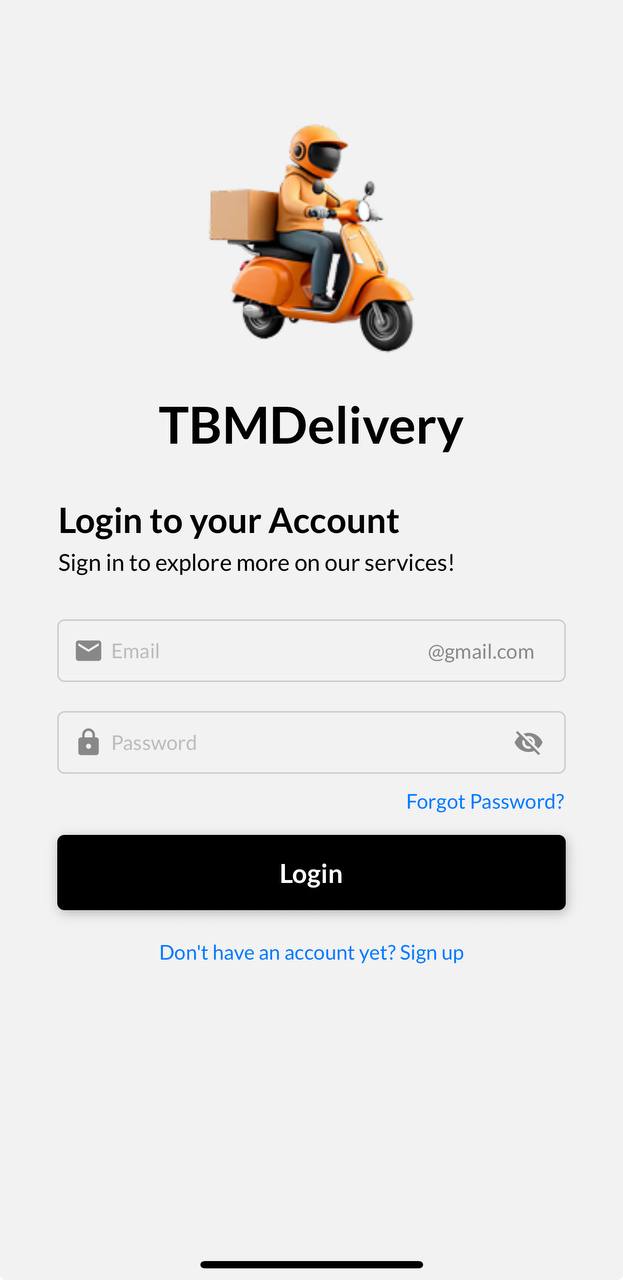 TBMDelivery
Login to your Account
Sign in to explore more on our services!
Email @gmail.com
Password
Forgot Password?
Login
Don't have an account yet? Sign up